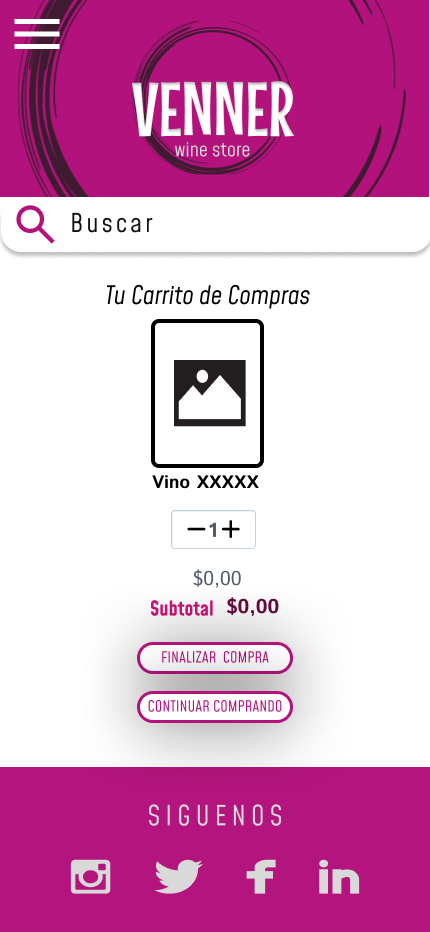 VENNER
wine store
Buscar
Tu Carrito de Compras
Vino XXXXX
1
$0,00
Subtotal $0,00
FINALIZAR COMPRA
CONTINUAR COMPRANDO
SIGUENOS